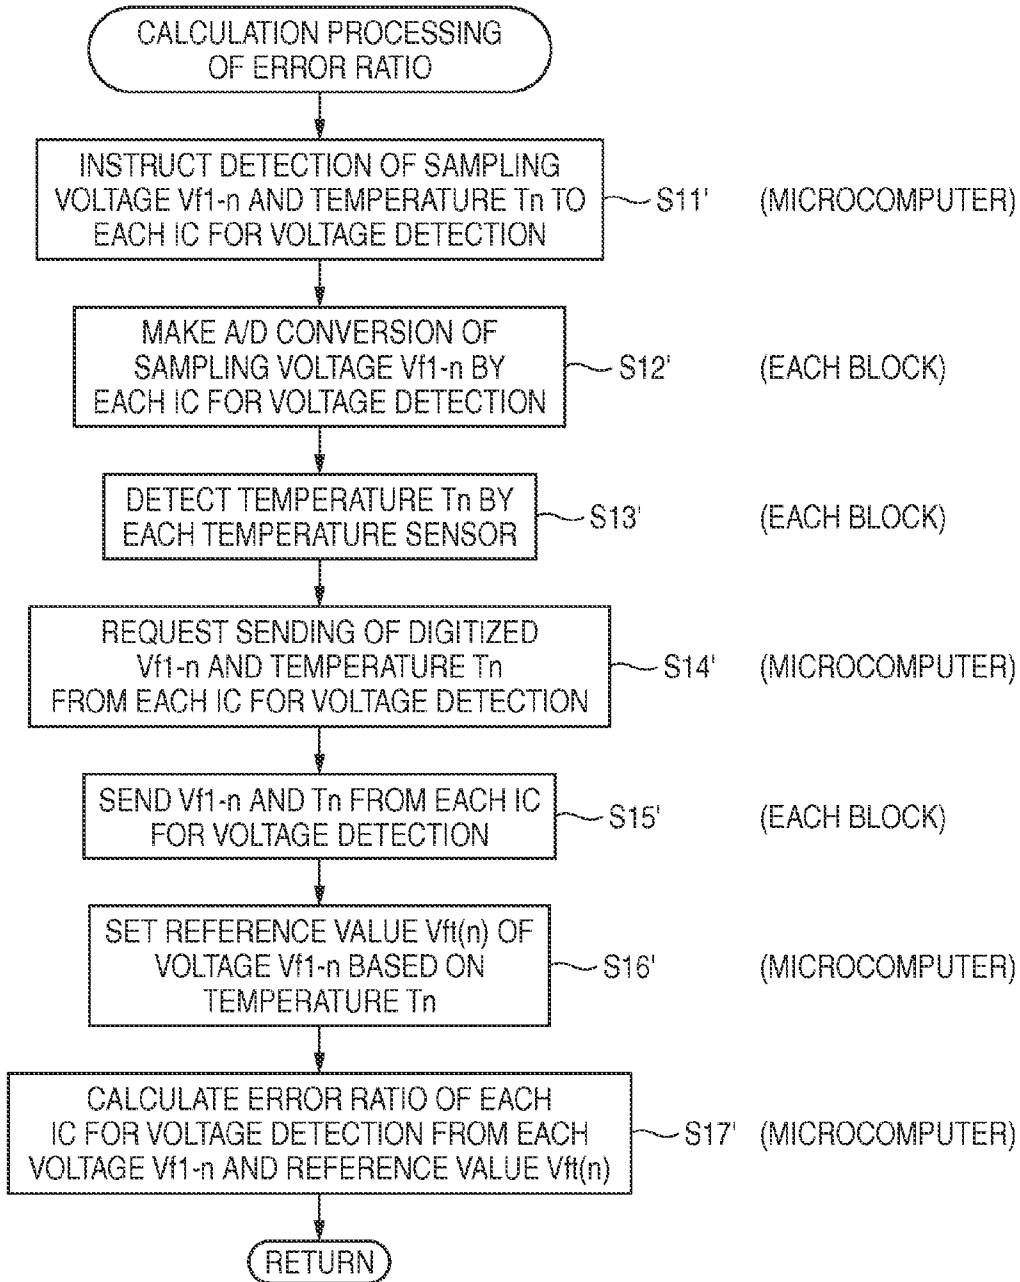 CALCULATION PROCESSING
OF ERROR RATIO
INSTRUCT DETECTION OF SAMPLING
VOLTAGE Vf1-n AND TEMPERATURE Tn TO
EACH IC FOR VOLTAGE DETECTION
S11' (MICROCOMPUTER)
MAKE A/D CONVERSION OF
SAMPLING VOLTAGE Vf1-n BY
EACH IC FOR VOLTAGE DETECTION
S12' (EACH BLOCK)
DETECT TEMPERATURE Tn BY
EACH TEMPERATURE SENSOR
S13' (EACH BLOCK)
REQUEST SENDING OF DIGITIZED
Vf1-n AND TEMPERATURE Tn
FROM EACH IC FOR VOLTAGE DETECTION
S14' (MICROCOMPUTER)
SEND Vf1-n AND Tn FROM EACH IC
FOR VOLTAGE DETECTION
S15' (EACH BLOCK)
SET REFERENCE VALUE Vft(n) OF
VOLTAGE Vf1-n BASED ON
TEMPERATURE Tn
S16' (MICROCOMPUTER)
CALCULATE ERROR RATIO OF EACH
IC FOR VOLTAGE DETECTION FROM EACH
VOLTAGE Vf1-n AND REFERENCE VALUE Vft(n)
S17' (MICROCOMPUTER)
RETURN